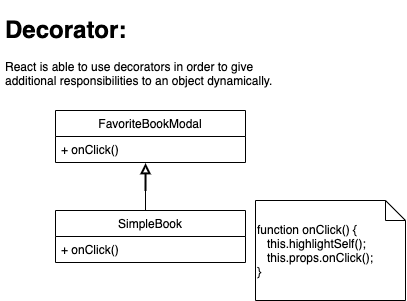 Decorator:
React is able to use decorators in order to give
additional responsibilities to an object dynamically.
FavoriteBookModal
+ onClick()
SimpleBook
+ onClick()
function onClick() {
this.highlightSelf();
this.props.onClick();
}